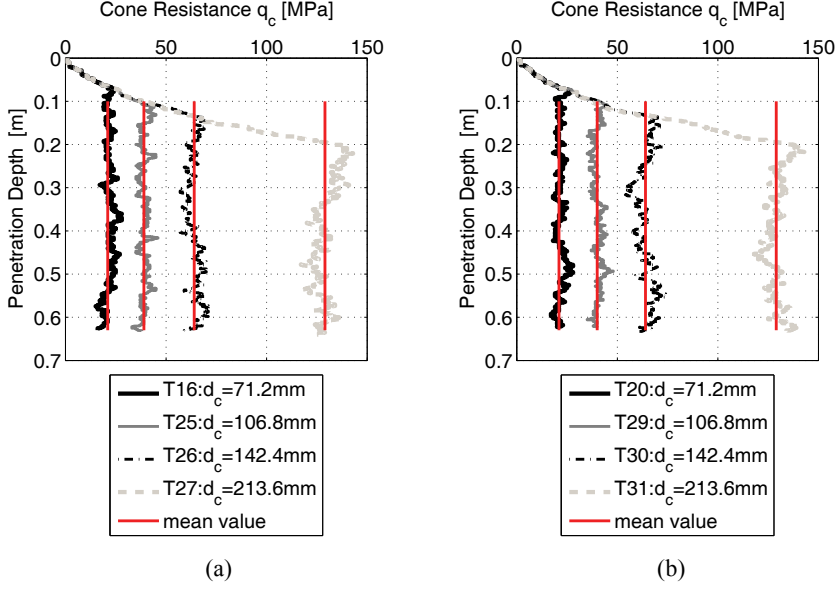 Cone Resistance q_c [MPa]
0 50 100 150
0
0.1
0.2
0.3
0.4
0.5
0.6
0.7
Penetration Depth [m]
T16:d_c=71.2mm
T25:d_c=106.8mm
T26:d_c=142.4mm
T27:d_c=213.6mm
mean value
(a)
Cone Resistance q_c [MPa]
0 50 100 150
0
0.1
0.2
0.3
0.4
0.5
0.6
0.7
Penetration Depth [m]
T20:d_c=71.2mm
T29:d_c=106.8mm
T30:d_c=142.4mm
T31:d_c=213.6mm
mean value
(b)